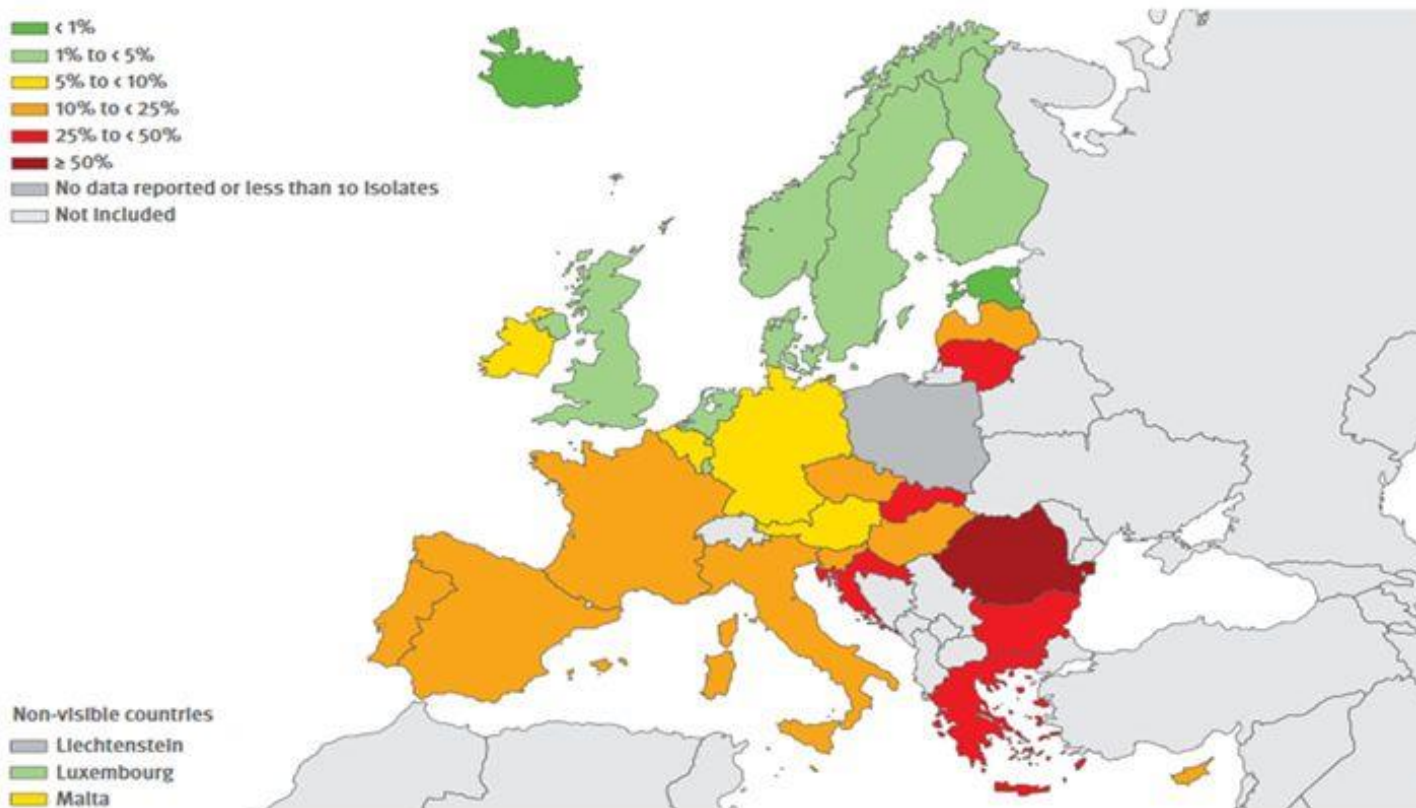 < 1%
1% to < 5%
5% to < 10%
10% to < 25%
25% to < 50%
≥ 50%
No data reported or less than 10 Isolates
Not Included
Non-visible countries
Liechtenstein
Luxembourg
Malta